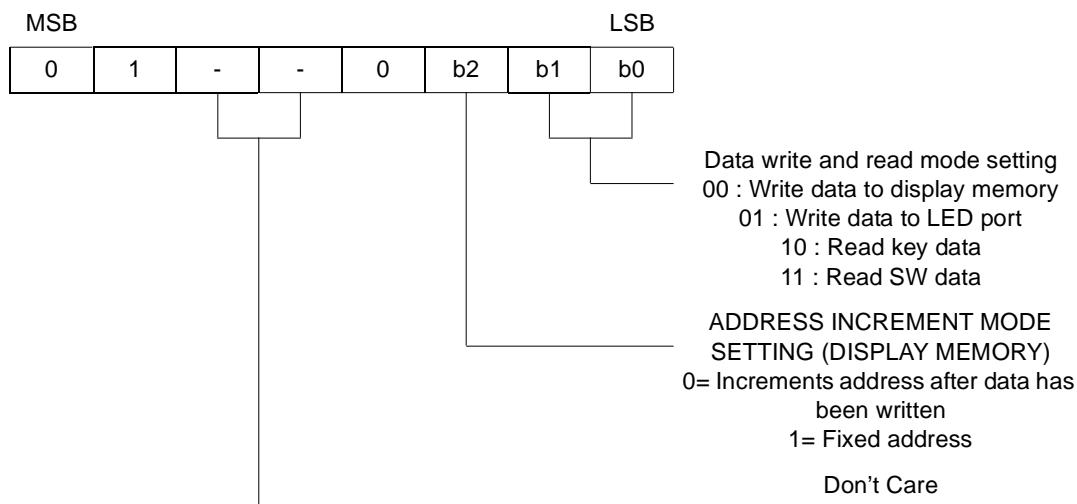 MSB LSB
0 1 - - 0 b2 b1 b0
Data write and read mode setting
00 : Write data to display memory
01 : Write data to LED port
10 : Read key data
11 : Read SW data
ADDRESS INCREMENT MODE
SETTING (DISPLAY MEMORY)
0= Increments address after data has
been written
1= Fixed address
Don't Care